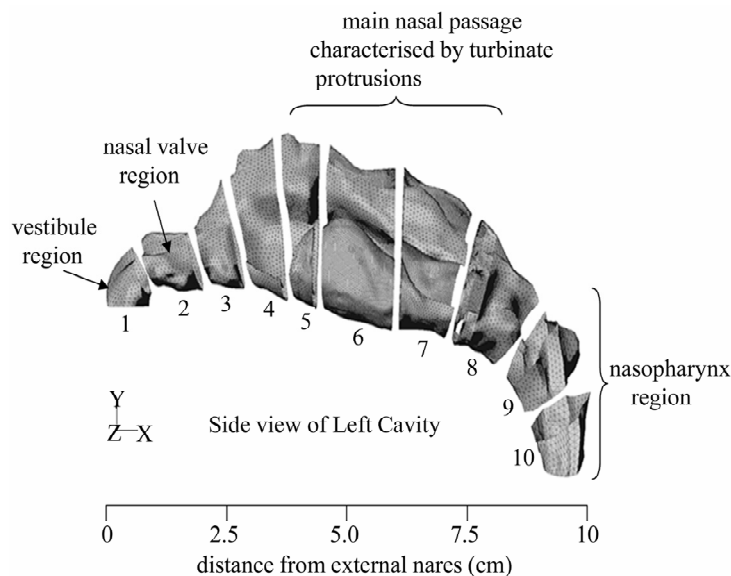 main nasal passage
characterised by turbinate
protrusions
nasal valve
region
vestibule
region
1
2
3
4
5
6
7
8
9
10
nasopharynx
region
Y
Z X
Side view of Left Cavity
0 2.5 5.0 7.5 10
distance from external nares (cm)